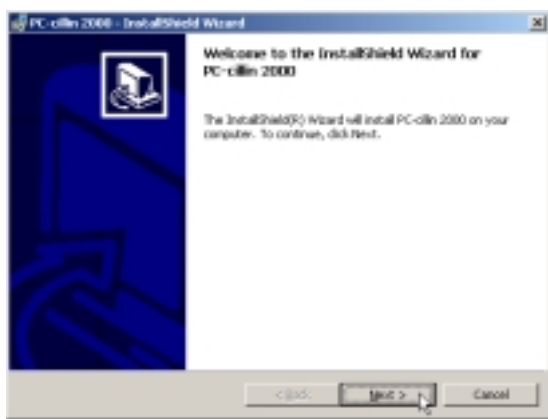 PC-cillin 2000 - InstallShield Wizard
Welcome to the InstallShield Wizard for
PC-cillin 2000
The InstallShield(R) Wizard will install PC-cillin 2000 on your
computer. To continue, click Next.
< Back
Next >
Cancel